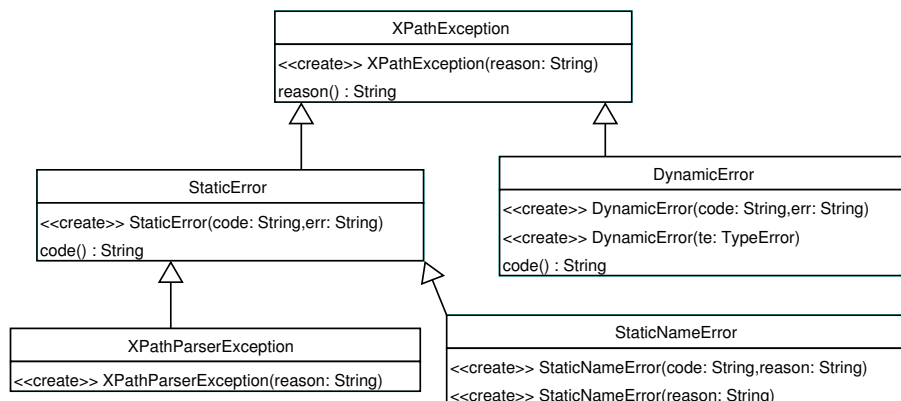 XPathException
<<create>> XPathException(reason: String)
reason() : String
StaticError
<<create>> StaticError(code: String,err: String)
code() : String
DynamicError
<<create>> DynamicError(code: String,err: String)
<<create>> DynamicError(te: TypeError)
code() : String
XPathParserException
<<create>> XPathParserException(reason: String)
StaticNameError
<<create>> StaticNameError(code: String,reason: String)
<<create>> StaticNameError(reason: String)